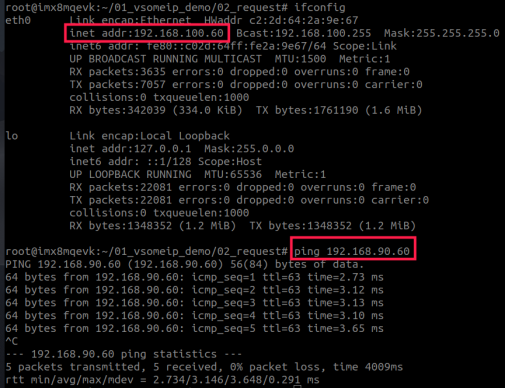 root@imx8mqevk:~/01_vsomeip_demo/02_request# ifconfig
eth0 Link encap:Ethernet HWaddr c2:2d:64:2a:9e:67
inet addr:192.168.100.60 Bcast:192.168.100.255 Mask:255.255.255.0
inet6 addr: fe80::c02d:64ff:fe2a:9e67/64 Scope:Link
UP BROADCAST RUNNING MULTICAST MTU:1500 Metric:1
RX packets:3635 errors:0 dropped:0 overruns:0 frame:0
TX packets:7057 errors:0 dropped:0 overruns:0 carrier:0
collisions:0 txqueuelen:1000
RX bytes:342039 (334.0 KiB) TX bytes:1761190 (1.6 MiB)
lo Link encap:Local Loopback
inet addr:127.0.0.1 Mask:255.0.0.0
inet6 addr: ::1/128 Scope:Host
UP LOOPBACK RUNNING MTU:65536 Metric:1
RX packets:22081 errors:0 dropped:0 overruns:0 frame:0
TX packets:22081 errors:0 dropped:0 overruns:0 carrier:0
collisions:0 txqueuelen:1000
RX bytes:1348352 (1.2 MiB) TX bytes:1348352 (1.2 MiB)
root@imx8mqevk:~/01_vsomeip_demo/02_request# ping 192.168.90.60
PING 192.168.90.60 (192.168.90.60) 56(84) bytes of data.
64 bytes from 192.168.90.60: icmp_seq=1 ttl=63 time=2.73 ms
64 bytes from 192.168.90.60: icmp_seq=2 ttl=63 time=3.12 ms
64 bytes from 192.168.90.60: icmp_seq=3 ttl=63 time=3.13 ms
64 bytes from 192.168.90.60: icmp_seq=4 ttl=63 time=3.10 ms
64 bytes from 192.168.90.60: icmp_seq=5 ttl=63 time=3.65 ms
^C
--- 192.168.90.60 ping statistics ---
5 packets transmitted, 5 received, 0% packet loss, time 4009ms
rtt min/avg/max/mdev = 2.734/3.146/3.648/0.291 ms